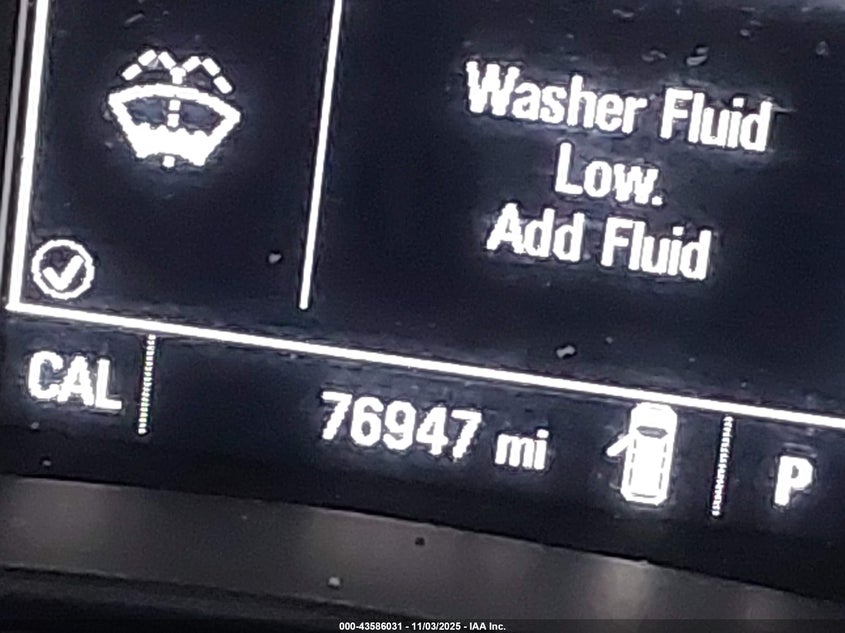 Washer Fluid
Low.
Add Fluid
CAL
76947 mi
P
000-43586031 - 11/03/2025 - IAA Inc.